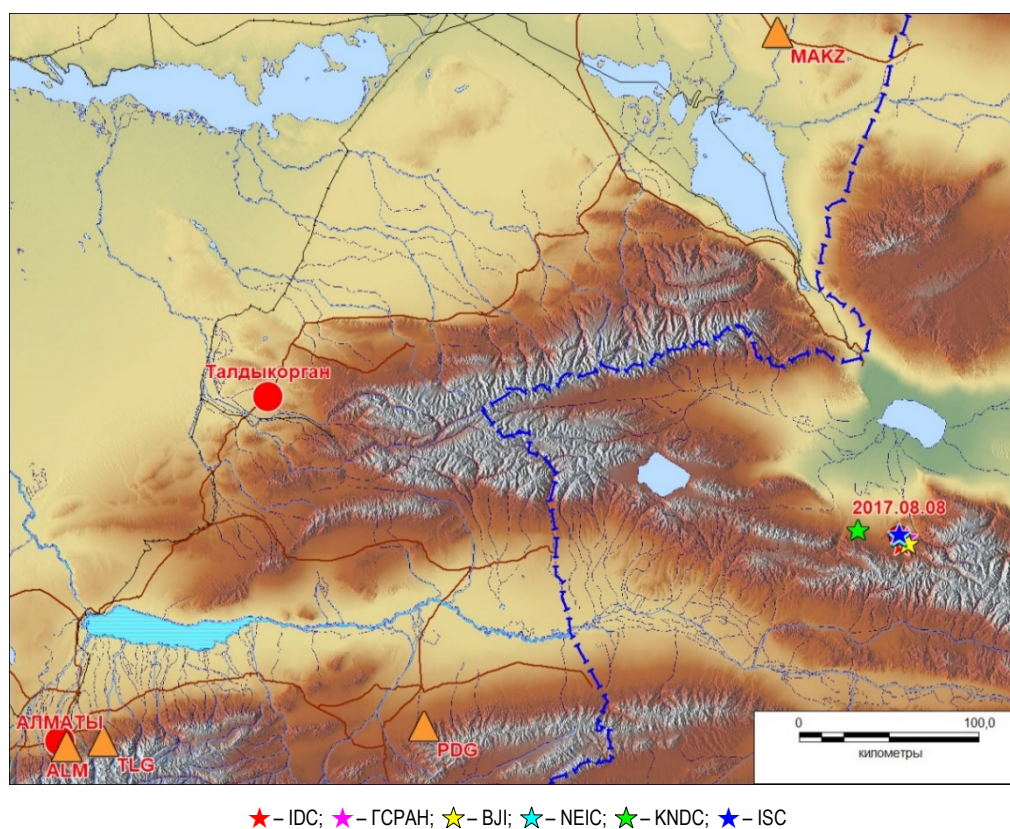 MAKZ
Талдыкорган
2017.08.08
АЛМАТЫ
ALM
TLG
PDG
0 100,0
километры
– IDC; – ГСРАН; – BJI; – NEIC; – KNDC; – ISC